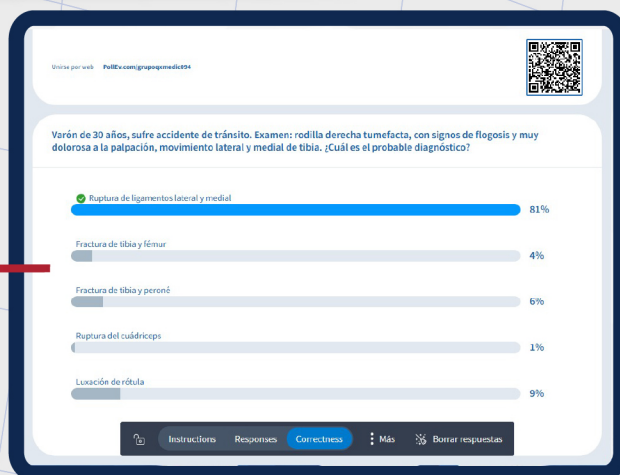 Unirse por web PollEv.com/grupoqxmedic094
Varón de 30 años, sufre accidente de tránsito. Examen: rodilla derecha tumefacta, con signos de flogosis y muy
dolorosa a la palpación, movimiento lateral y medial de tibia. ¿Cuál es el probable diagnóstico?
Ruptura de ligamentos lateral y medial
81%
Fractura de tibia y fémur
4%
Fractura de tibia y peroné
6%
Ruptura del cuádriceps
1%
Luxación de rótula
9%
Instructions Responses Correctness Más Borrar respuestas